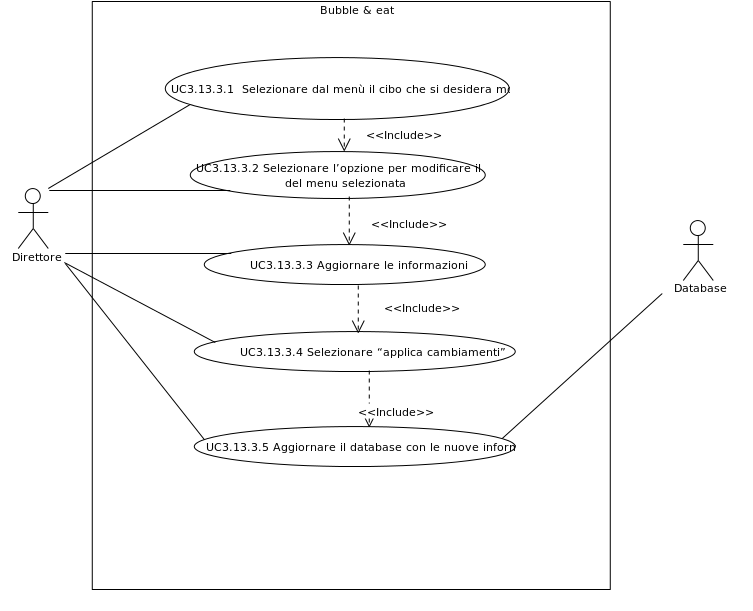 Bubble & eat
UC3.13.3.1 Selezionare dal menù il cibo che si desidera
<<Include>>
UC3.13.3.2 Selezionare l’opzione per modificare il
del menu selezionata
<<Include>>
Direttore
UC3.13.3.3 Aggiornare le informazioni
Database
<<Include>>
UC3.13.3.4 Selezionare “applica cambiamenti”
<<Include>>
UC3.13.3.5 Aggiornare il database con le nuove